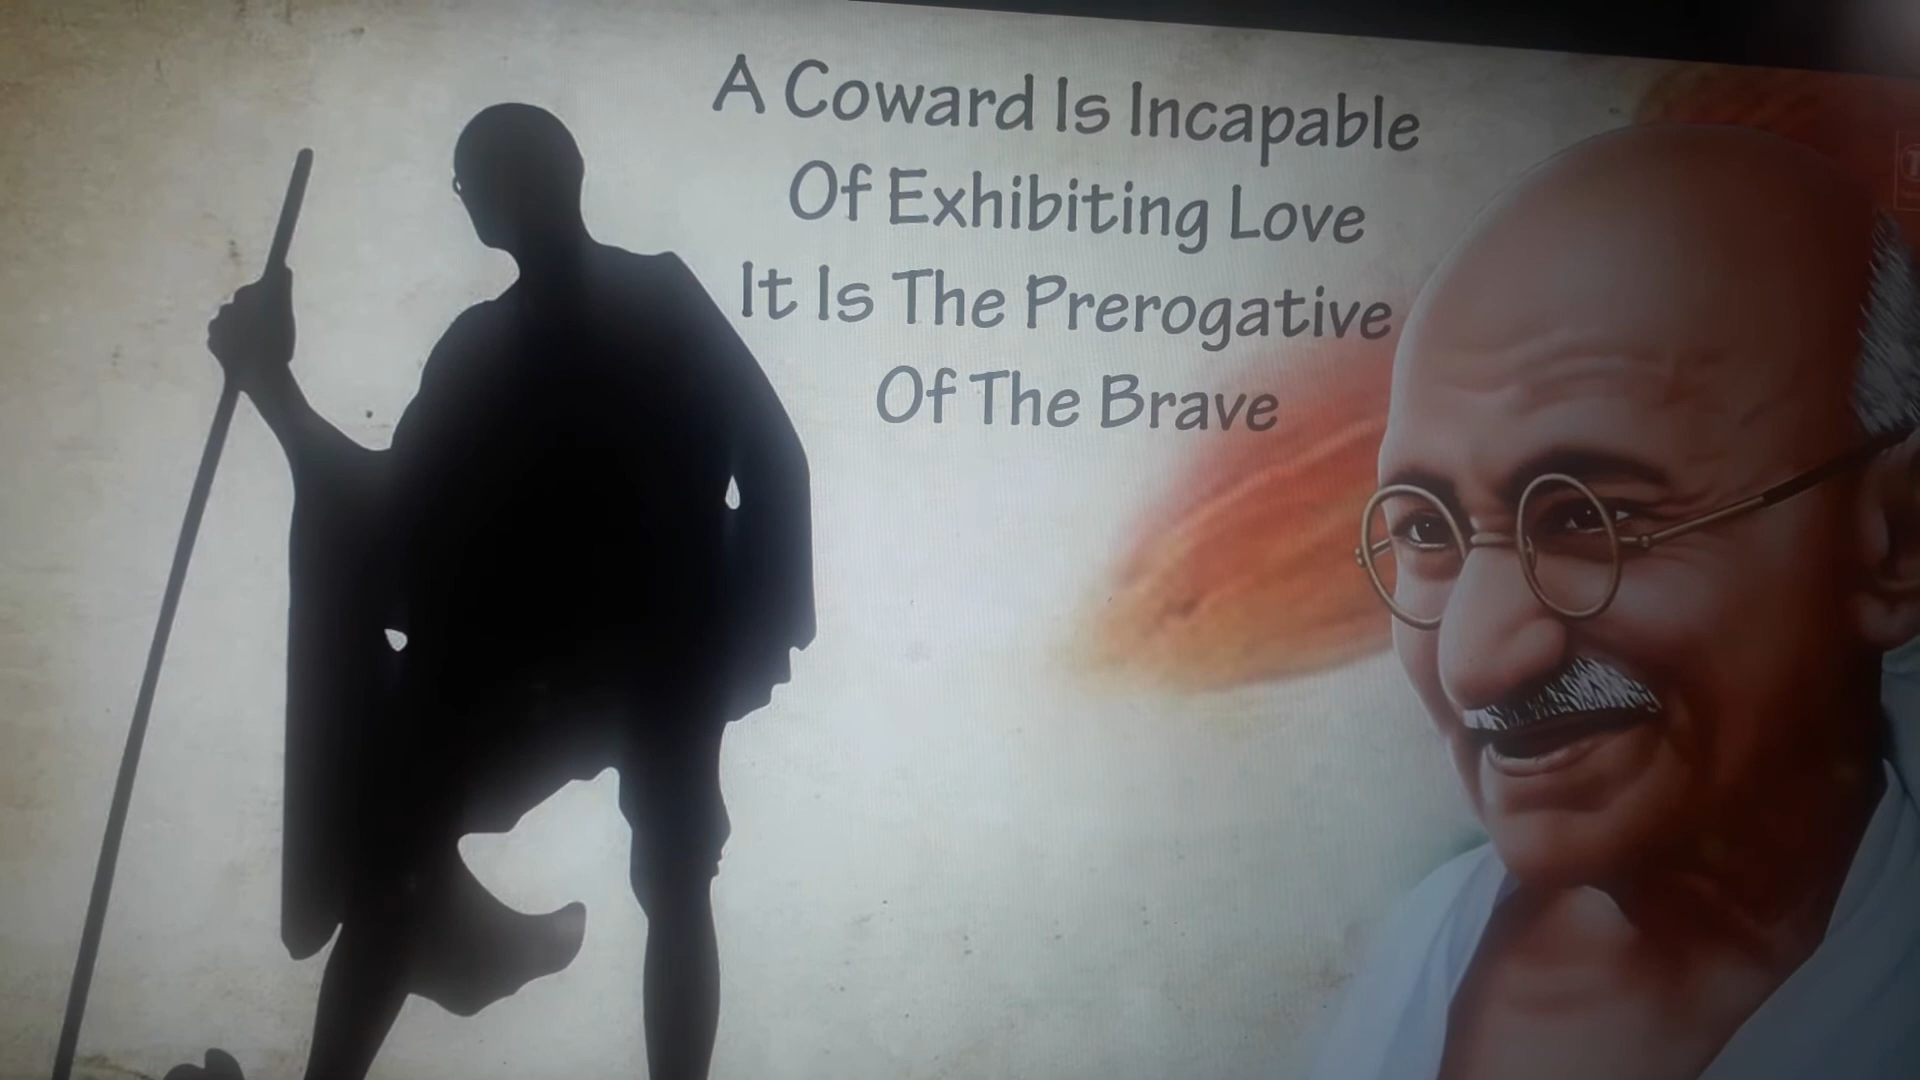 A Coward Is Incapable
Of Exhibiting Love
It Is The Prerogative
Of The Brave